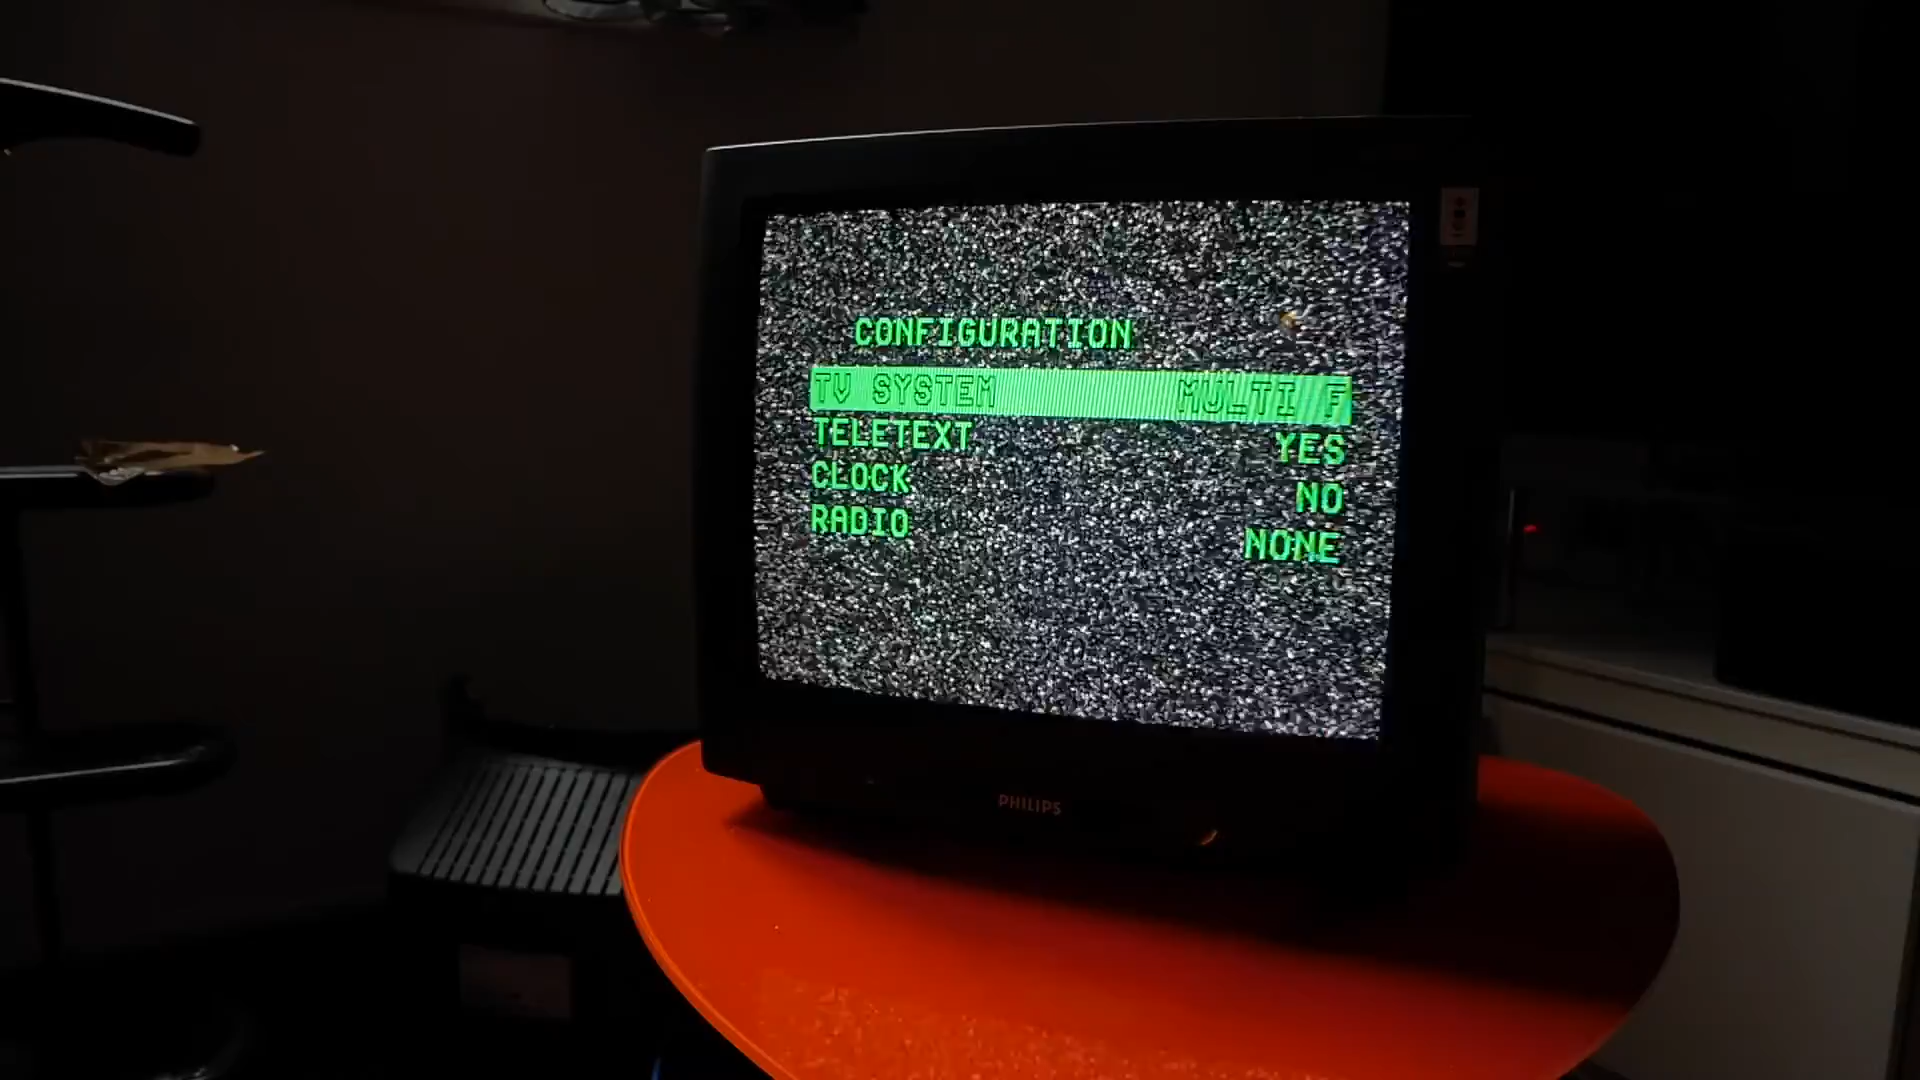 CONFIGURATION
TV SYSTEM MULTI F
TELETEXT YES
CLOCK NO
RADIO NONE
PHILIPS